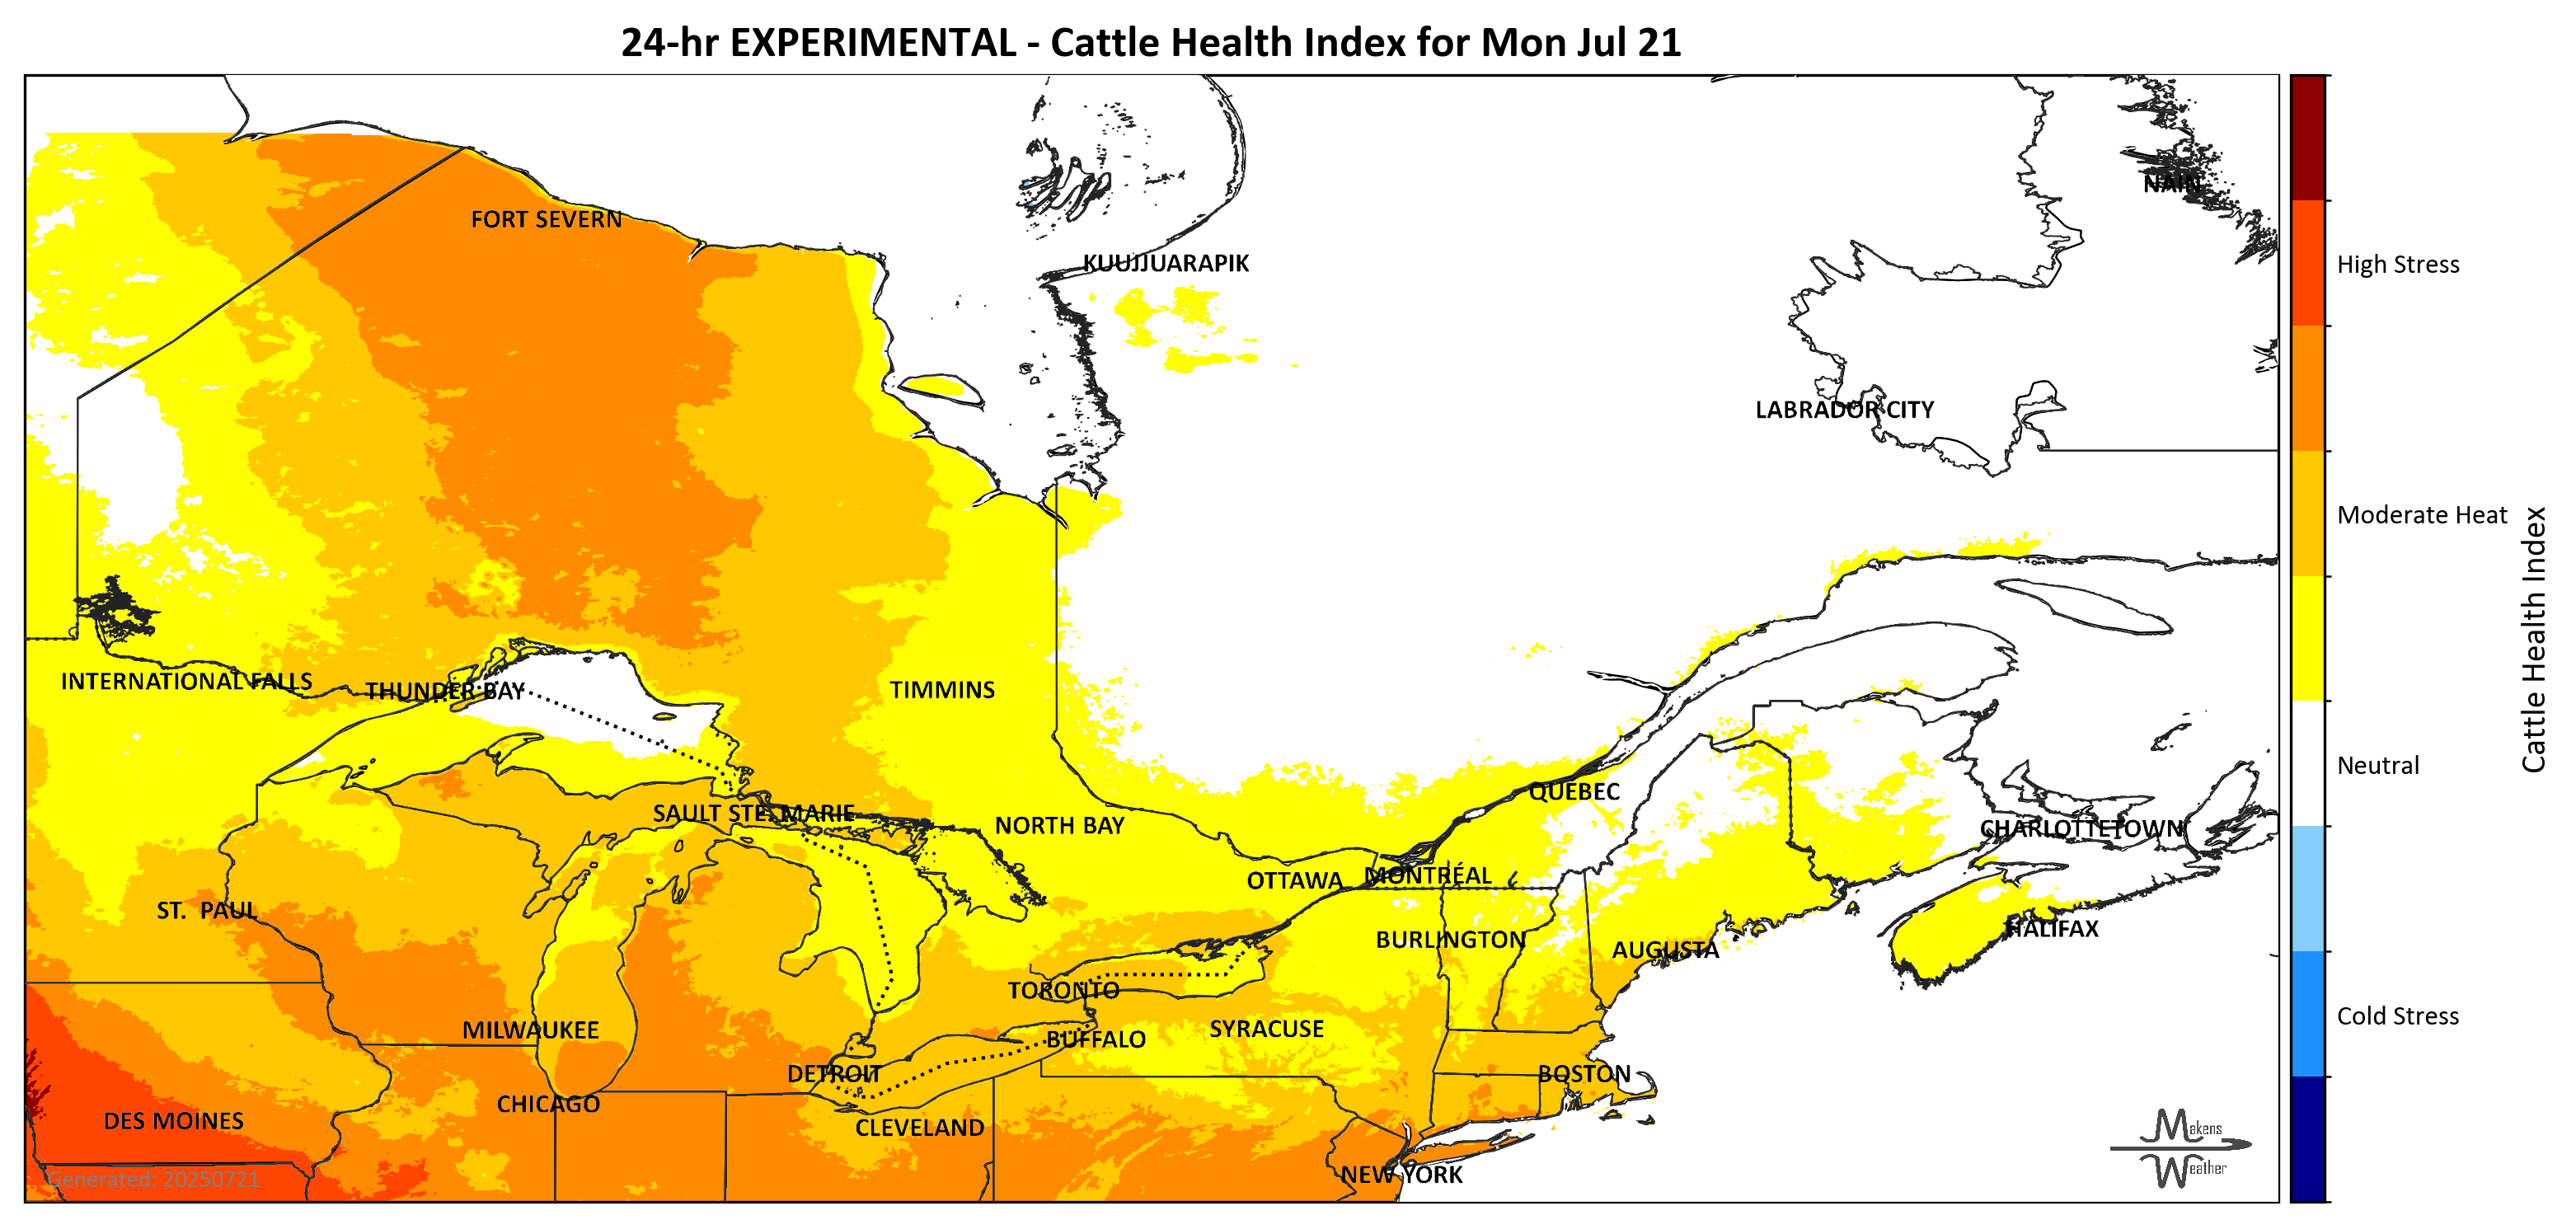 24-hr EXPERIMENTAL - Cattle Health Index for Mon Jul 21
NAIN
FORT SEVERN
KUUJJUARAPIK
High Stress
LABRADOR CITY
Moderate Heat
Cattle Health Index
INTERNATIONAL FALLS
THUNDER BAY
TIMMINS
Neutral
QUEBEC
SAULT STE. MARIE
NORTH BAY
CHARLOTTETOWN
OTTAWA
MONTRÉAL
ST. PAUL
HALIFAX
BURLINGTON
AUGUSTA
TORONTO
Cold Stress
MILWAUKEE
SYRACUSE
BUFFALO
DETROIT
BOSTON
CHICAGO
DES MOINES
CLEVELAND
Makens
Weather
NEW YORK
Generated: 20250721